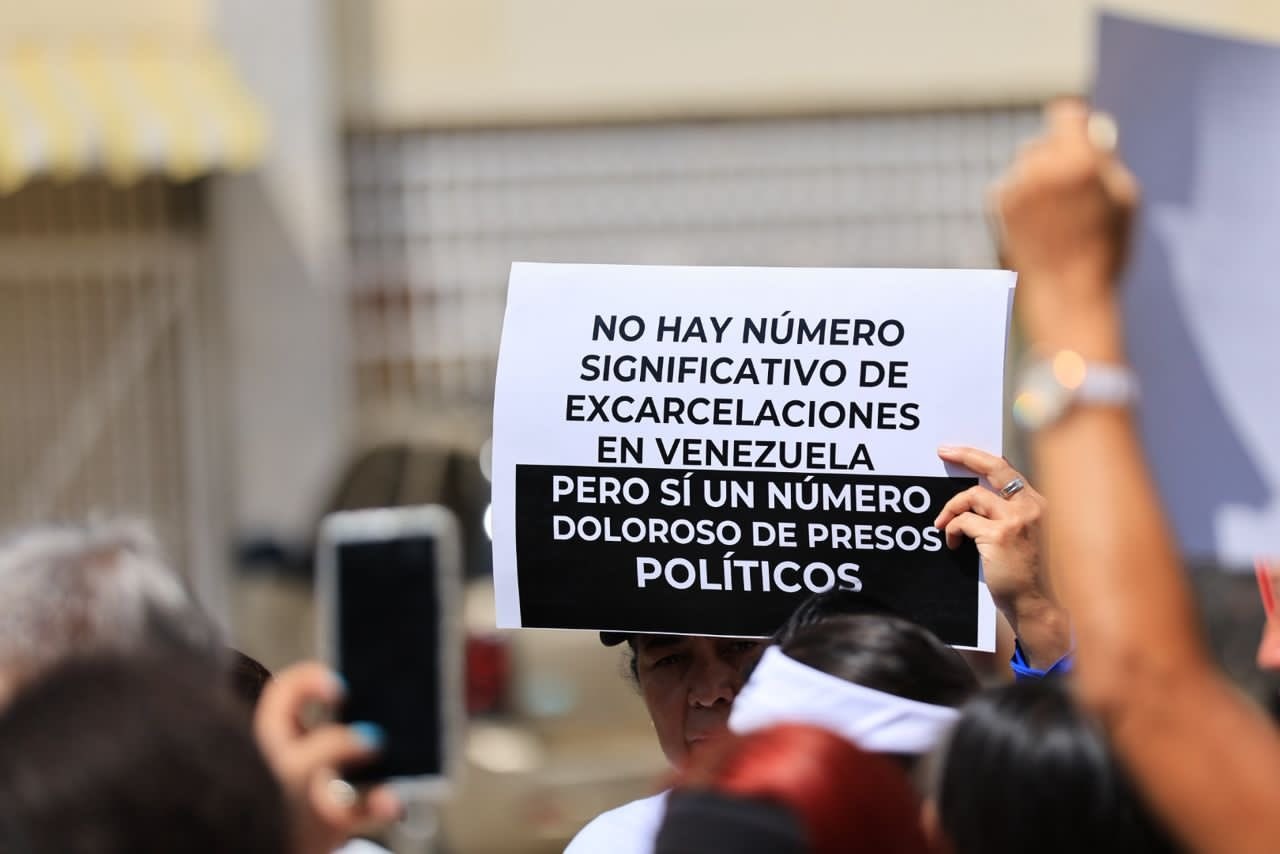 NO HAY NÚMERO
SIGNIFICATIVO DE
EXCARCELACIONES
EN VENEZUELA
PERO SÍ UN NÚMERO
DOLOROSO DE PRESOS
POLÍTICOS